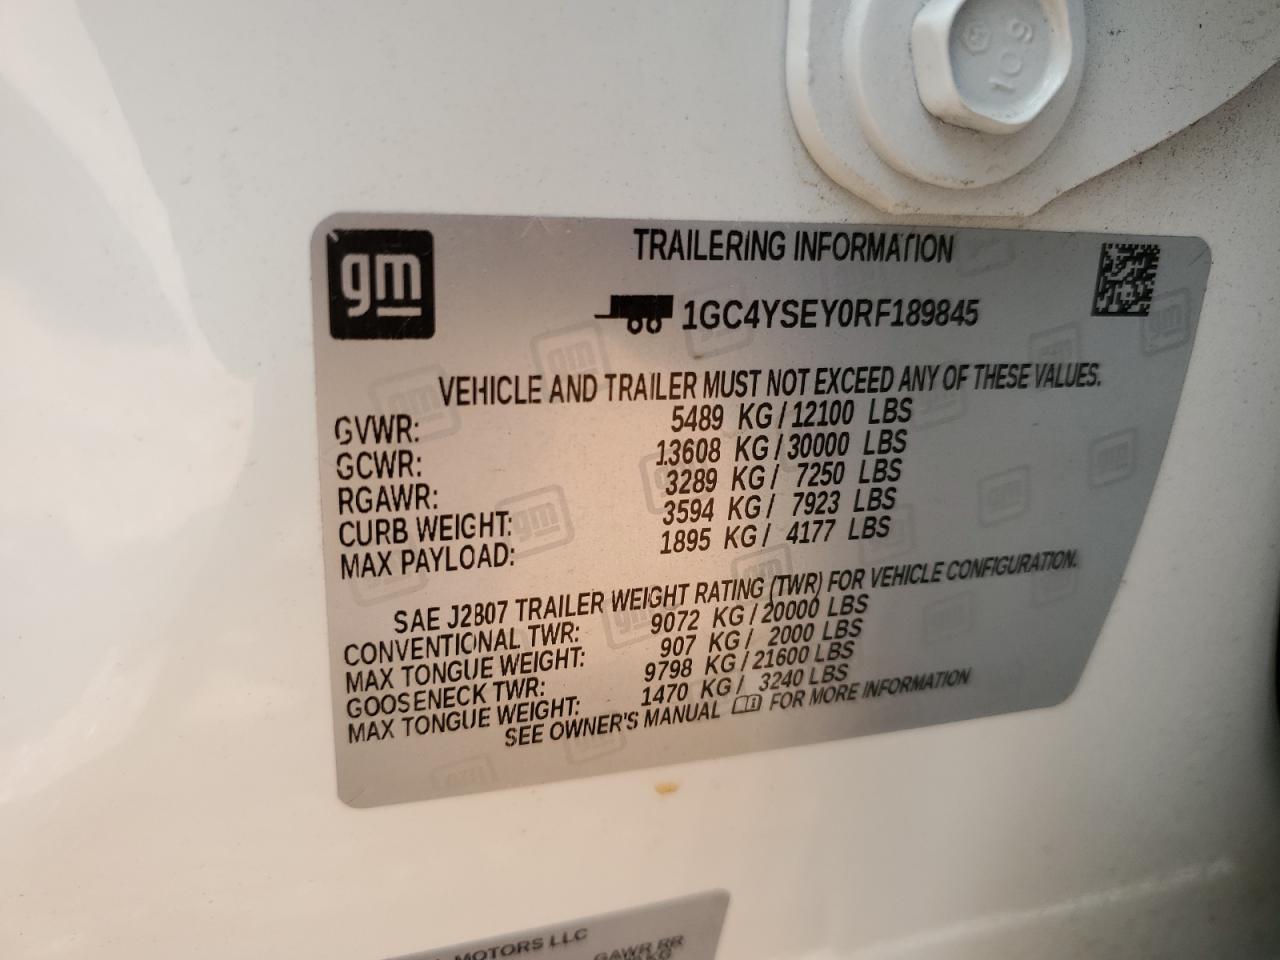 10.9
gm
TRAILERING INFORMATION
1GC4YSEY0RF189845
VEHICLE AND TRAILER MUST NOT EXCEED ANY OF THESE VALUES.
GVWR: 5489 KG/12100 LBS
GCWR: 13608 KG/30000 LBS
RGAWR: 3289 KG/ 7250 LBS
CURB WEIGHT: 3594 KG/ 7923 LBS
MAX PAYLOAD: 1895 KG/ 4177 LBS
SAE J2807 TRAILER WEIGHT RATING (TWR) FOR VEHICLE CONFIGURATION.
CONVENTIONAL TWR: 9072 KG/20000 LBS
MAX TONGUE WEIGHT: 907 KG/ 2000 LBS
GOOSENECK TWR: 9798 KG/21600 LBS
MAX TONGUE WEIGHT: 1470 KG/ 3240 LBS
SEE OWNER'S MANUAL FOR MORE INFORMATION
MOTORS LLC
GAWR RR
KG